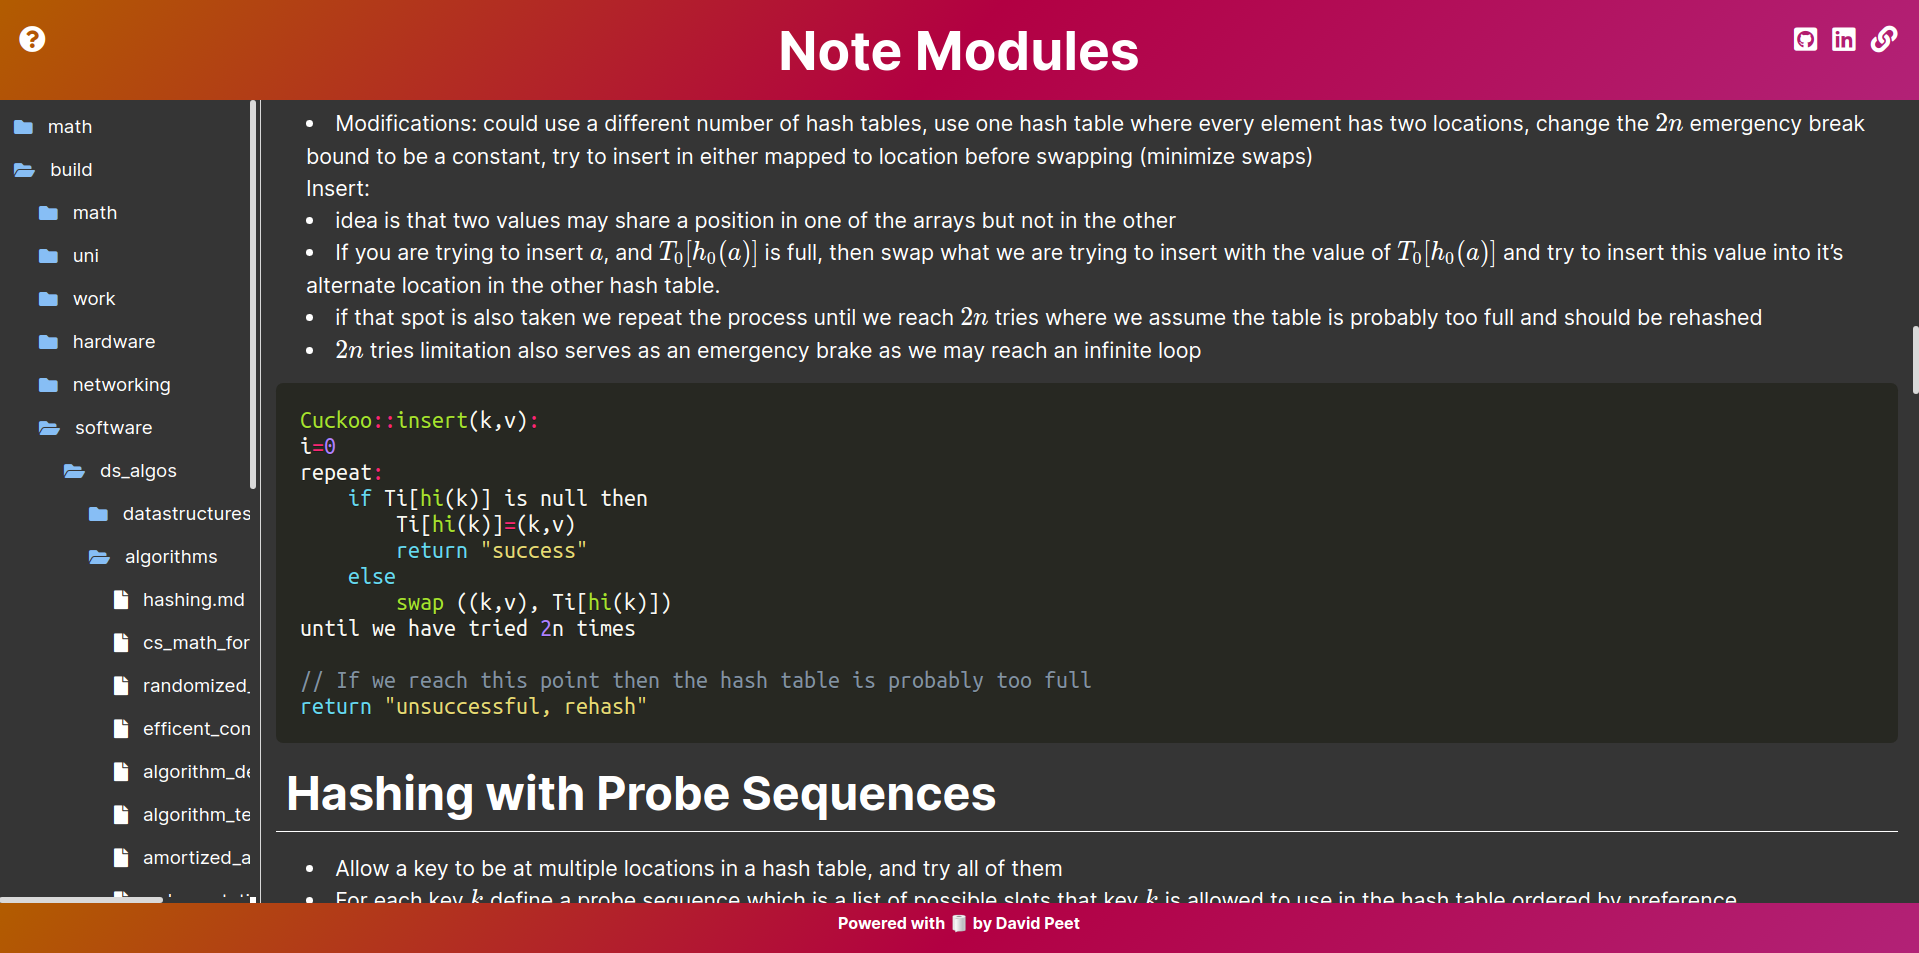 Note Modules
math
build
math
uni
work
hardware
networking
software
ds_algos
datastructures
algorithms
hashing.md
cs_math_for
randomized_
efficent_con
algorithm_de
algorithm_te
amortized_a
• Modifications: could use a different number of hash tables, use one hash table where every element has two locations, change the 2n emergency break
bound to be a constant, try to insert in either mapped to location before swapping (minimize swaps)
Insert:
• idea is that two values may share a position in one of the arrays but not in the other
• If you are trying to insert a, and T₀[h₀(a)] is full, then swap what we are trying to insert with the value of T₀[h₀(a)] and try to insert this value into it’s
alternate location in the other hash table.
• if that spot is also taken we repeat the process until we reach 2n tries where we assume the table is probably too full and should be rehashed
• 2n tries limitation also serves as an emergency brake as we may reach an infinite loop
Cuckoo::insert(k,v):
i=0
repeat:
    if Ti[hi(k)] is null then
        Ti[hi(k)]=(k,v)
        return "success"
    else
        swap ((k,v), Ti[hi(k)])
until we have tried 2n times
// If we reach this point then the hash table is probably too full
return "unsuccessful, rehash"
Hashing with Probe Sequences
• Allow a key to be at multiple locations in a hash table, and try all of them
• For each key k define a probe sequence which is a list of possible slots that key k is allowed to use in the hash table ordered by preference
Powered with by David Peet